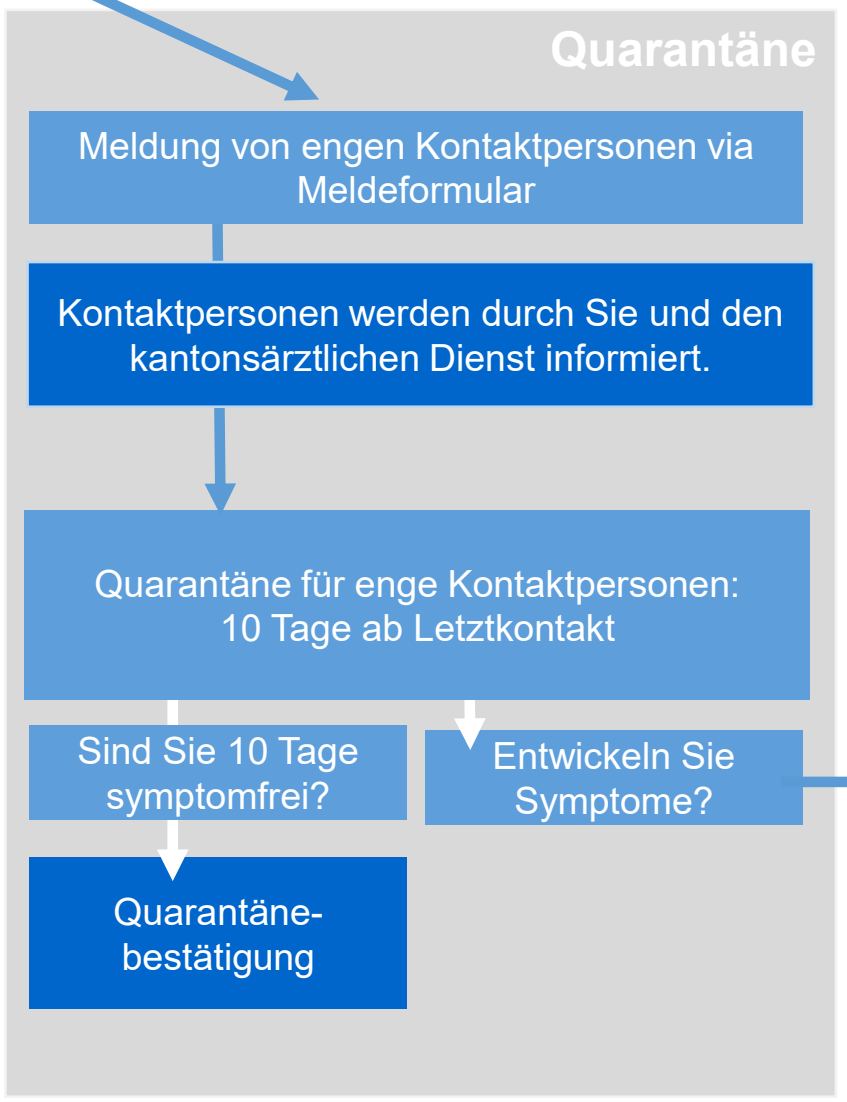 Quarantäne
Meldung von engen Kontaktpersonen via
Meldeformular
Kontaktpersonen werden durch Sie und den
kantonsärztlichen Dienst informiert.
Quarantäne für enge Kontaktpersonen:
10 Tage ab Letztkontakt
Sind Sie 10 Tage
symptomfrei?
Entwickeln Sie
Symptome?
Quarantäne-
bestätigung